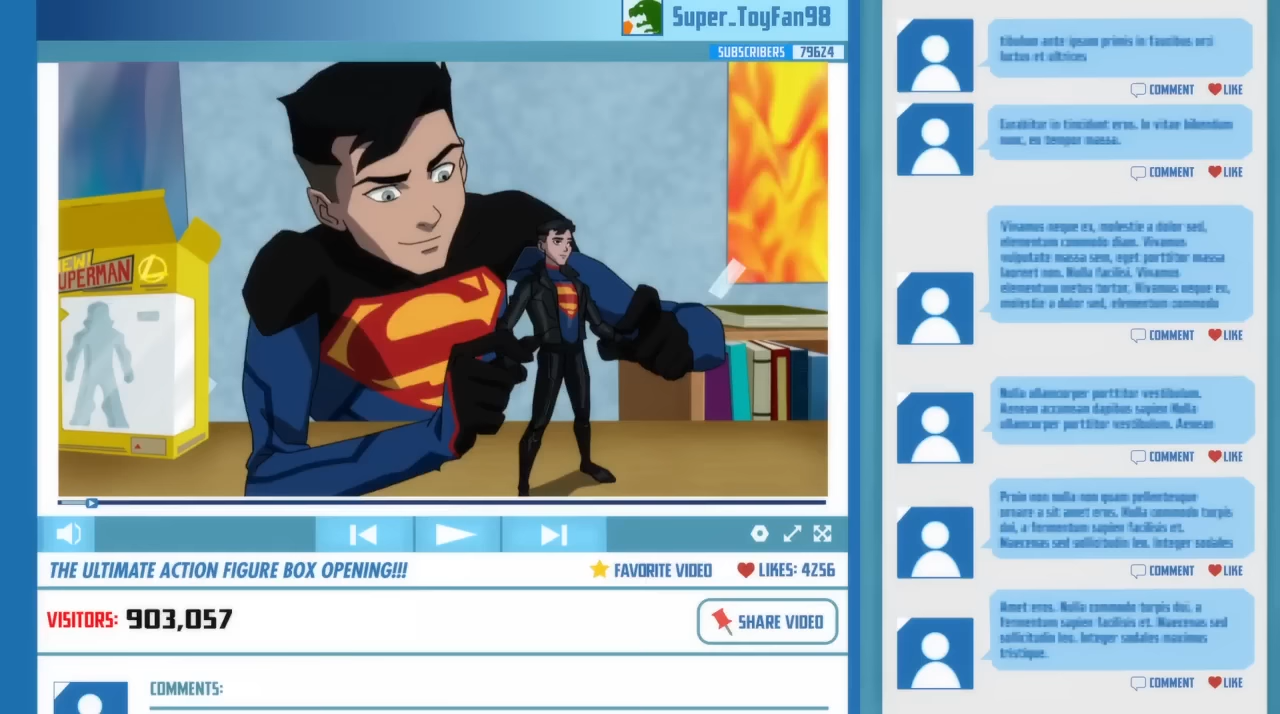 Super_ToyFan98
SUBSCRIBERS 79624
NEW
SUPERMAN
THE ULTIMATE ACTION FIGURE BOX OPENING!!!
FAVORITE VIDEO
LIKES: 4256
VISITORS: 903,057
SHARE VIDEO
COMMENTS:
tibulum ante ipsum primis in faucibus orci
luctus et ultrices
COMMENT LIKE
Curabitur in tincidunt eros. In vitae bibendum
nunc, eu tempor massa.
COMMENT LIKE
Vivamus neque ex, molestie a dolor sed,
elementum commodo diam. Vivamus
vulputate massa sem, eget porttitor massa
laoreet non. Nulla facilisi. Vivamus
elementum metus tortor, Vivamus neque ex,
molestie a dolor sed, elementum commodo
COMMENT LIKE
Nulla ullamcorper porttitor vestibulum.
Aenean accumsan dapibus sapien Nulla
ullamcorper porttitor vestibulum. Aenean
COMMENT LIKE
Proin non nulla non quam pellentesque
ornare a sit amet eros. Nulla commodo turpis
dui, a fermentum sapien facilisis et.
Maecenas sed sollicitudin leo. Integer sodales
COMMENT LIKE
Amet eros. Nulla commodo turpis dui, a
fermentum sapien facilisis et. Maecenas sed
sollicitudin leo. Integer sodales maximus
tristique.
COMMENT LIKE